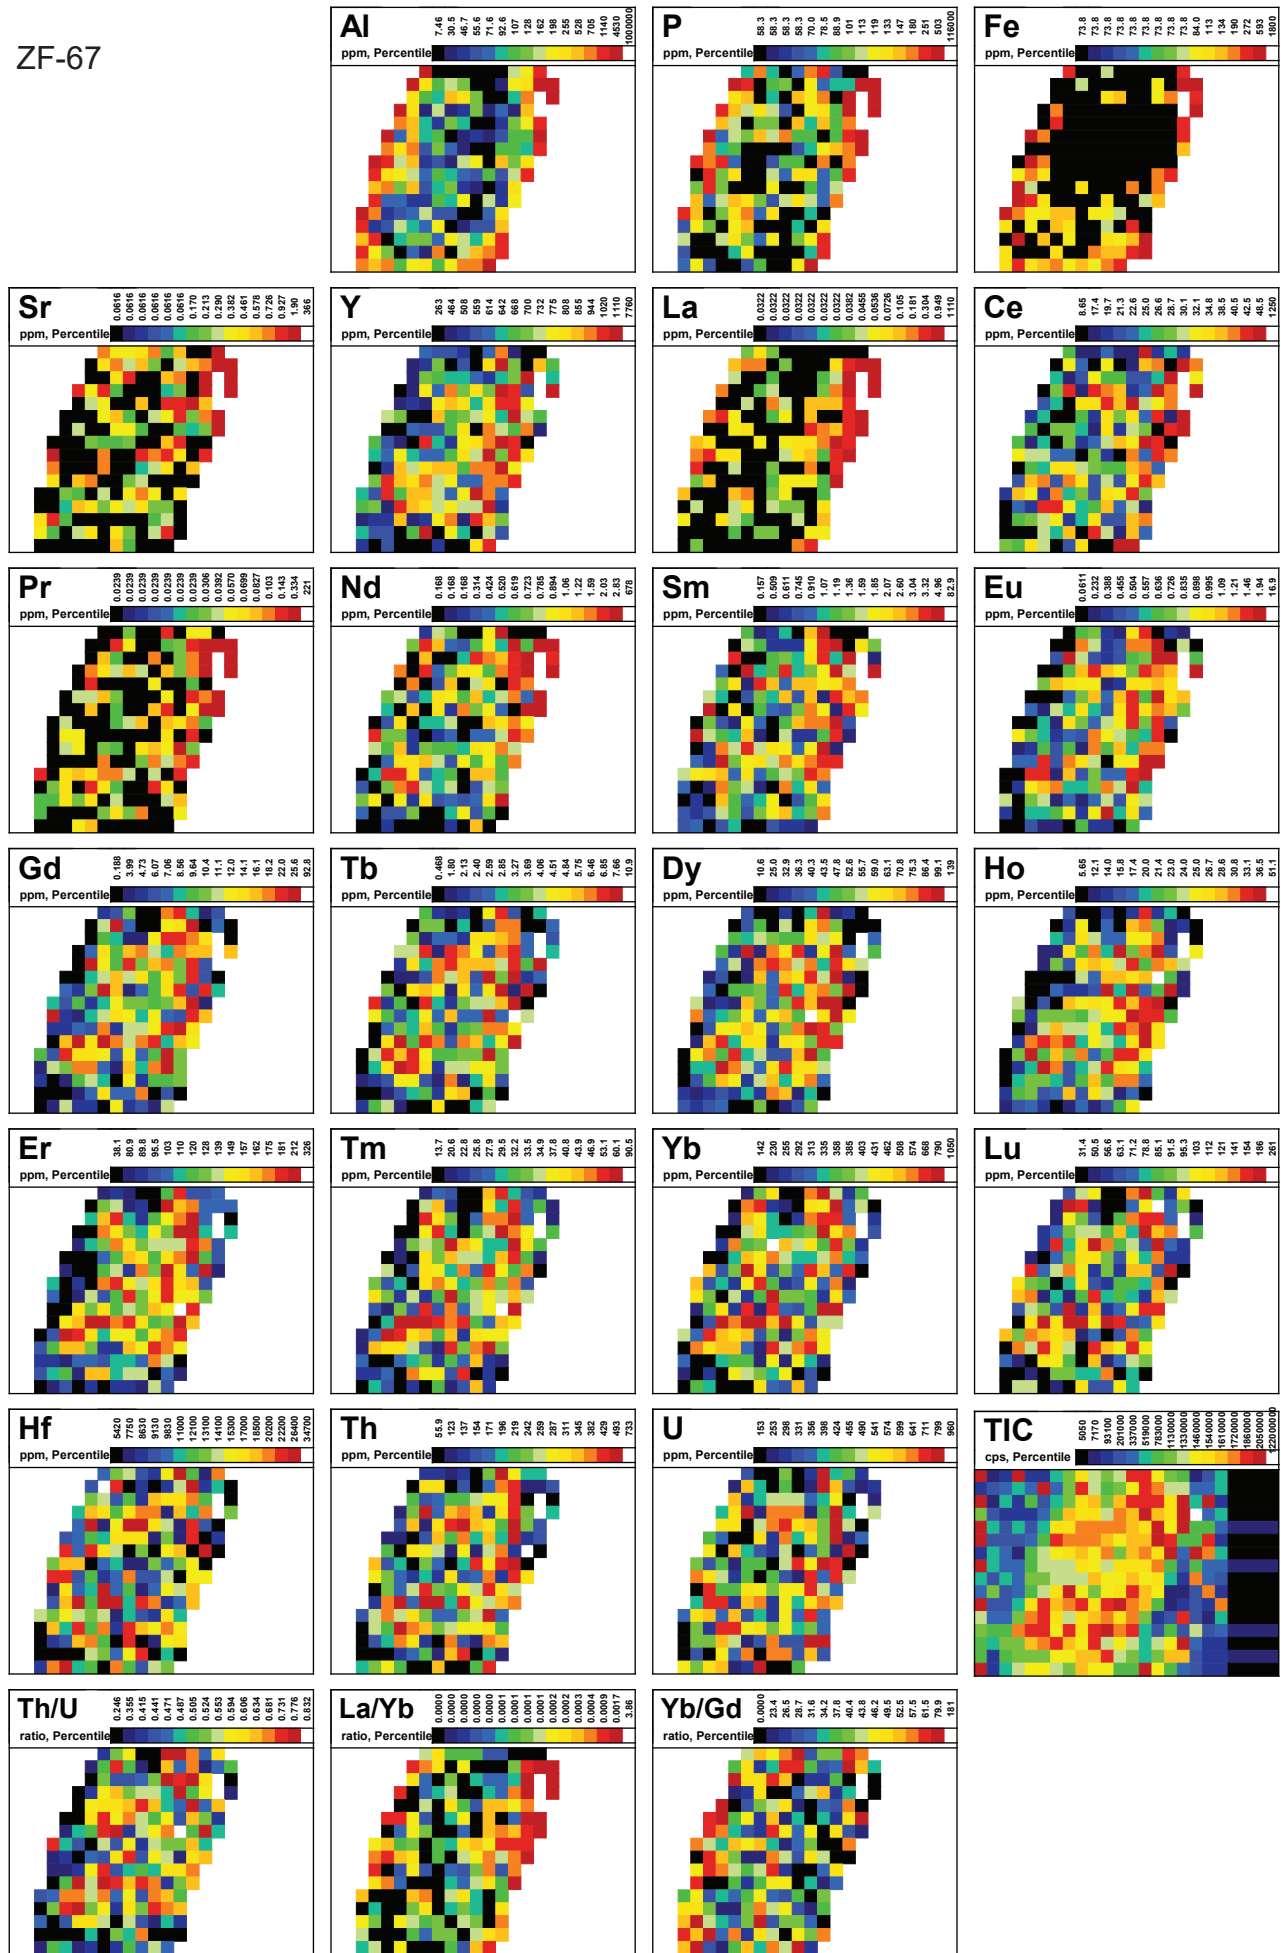 ZF-67
Al
7.46 30.5 46.7 55.6 71.6 92.6 107 128 162 198 255 528 705 1140 4530 1000000
ppm, Percentile
P
58.3 58.3 58.3 58.3 70.0 78.5 88.9 101 113 119 133 147 180 251 503 116000
ppm, Percentile
Fe
73.8 73.8 73.8 73.8 73.8 73.8 73.8 73.8 84.0 113 134 190 272 593 1800
ppm, Percentile
Sr
0.0616 0.0616 0.0616 0.0616 0.0616 0.0616 0.170 0.213 0.290 0.382 0.461 0.578 0.726 0.927 1.90 366
ppm, Percentile
Y
263 464 508 559 614 642 668 700 732 775 808 855 944 1020 1110 7760
ppm, Percentile
La
0.0322 0.0322 0.0322 0.0322 0.0322 0.0322 0.0322 0.0382 0.0455 0.0536 0.0726 0.105 0.181 0.304 0.949 1110
ppm, Percentile
Ce
8.65 17.4 19.7 21.3 22.6 25.0 26.6 28.7 30.1 32.1 34.8 38.5 40.5 42.5 48.5 1250
ppm, Percentile
Pr
0.0239 0.0239 0.0239 0.0239 0.0239 0.0239 0.0239 0.0306 0.0392 0.0570 0.0699 0.0827 0.103 0.143 0.334 221
ppm, Percentile
Nd
0.168 0.168 0.168 0.314 0.424 0.520 0.619 0.723 0.785 0.894 1.06 1.22 1.59 2.03 2.83 678
ppm, Percentile
Sm
0.157 0.509 0.611 0.745 0.910 1.07 1.19 1.36 1.59 1.85 2.07 2.60 3.04 3.32 4.96 82.9
ppm, Percentile
Eu
0.0611 0.232 0.388 0.455 0.504 0.557 0.636 0.726 0.835 0.898 0.995 1.09 1.21 1.46 1.94 16.9
ppm, Percentile
Gd
0.188 3.99 4.73 6.07 7.06 8.56 9.64 10.4 11.1 12.0 14.1 16.1 18.2 22.0 25.6 92.8
ppm, Percentile
Tb
0.468 1.80 2.13 2.40 2.59 2.85 3.27 3.69 4.06 4.51 4.84 5.75 6.46 6.85 7.66 10.9
ppm, Percentile
Dy
10.6 25.0 32.9 36.3 40.3 43.5 47.8 52.6 55.7 59.0 63.1 70.8 75.3 86.4 99.1 139
ppm, Percentile
Ho
5.65 12.1 14.0 15.8 17.4 20.0 21.4 23.0 24.0 25.0 26.7 28.6 30.8 33.1 36.5 51.1
ppm, Percentile
Er
38.1 80.9 89.8 95.5 103 110 120 128 139 149 157 162 175 181 212 326
ppm, Percentile
Tm
13.7 20.6 22.8 25.8 27.9 29.5 32.2 33.5 34.9 37.8 40.8 43.9 46.9 53.1 60.1 90.5
ppm, Percentile
Yb
142 230 255 292 313 335 358 385 403 431 462 508 574 688 790 1050
ppm, Percentile
Lu
31.4 50.5 56.6 63.1 71.2 78.8 85.1 91.5 95.3 103 112 121 141 154 186 261
ppm, Percentile
Hf
5420 7750 8630 9130 9830 11000 12100 13100 14100 15300 17000 18500 20200 22200 26400 34700
ppm, Percentile
Th
55.9 123 137 154 171 196 219 242 259 287 311 345 382 429 493 733
ppm, Percentile
U
153 253 298 331 356 398 424 455 490 541 574 599 641 711 799 960
ppm, Percentile
TIC
5050 7170 93100 201000 337000 519000 783000 1130000 1330000 1460000 1540000 1610000 1720000 1860000 2050000
cps, Percentile
Th/U
0.246 0.355 0.415 0.441 0.471 0.487 0.505 0.524 0.553 0.594 0.606 0.634 0.681 0.731 0.776 0.832
ratio, Percentile
La/Yb
0.0000 0.0000 0.0000 0.0000 0.0000 0.0001 0.0001 0.0001 0.0001 0.0002 0.0002 0.0003 0.0004 0.0009 0.0017 3.86
ratio, Percentile
Yb/Gd
0.0000 23.4 26.5 28.7 31.6 34.2 37.8 40.4 43.8 46.2 49.5 52.5 57.5 61.5 79.9 181
ratio, Percentile